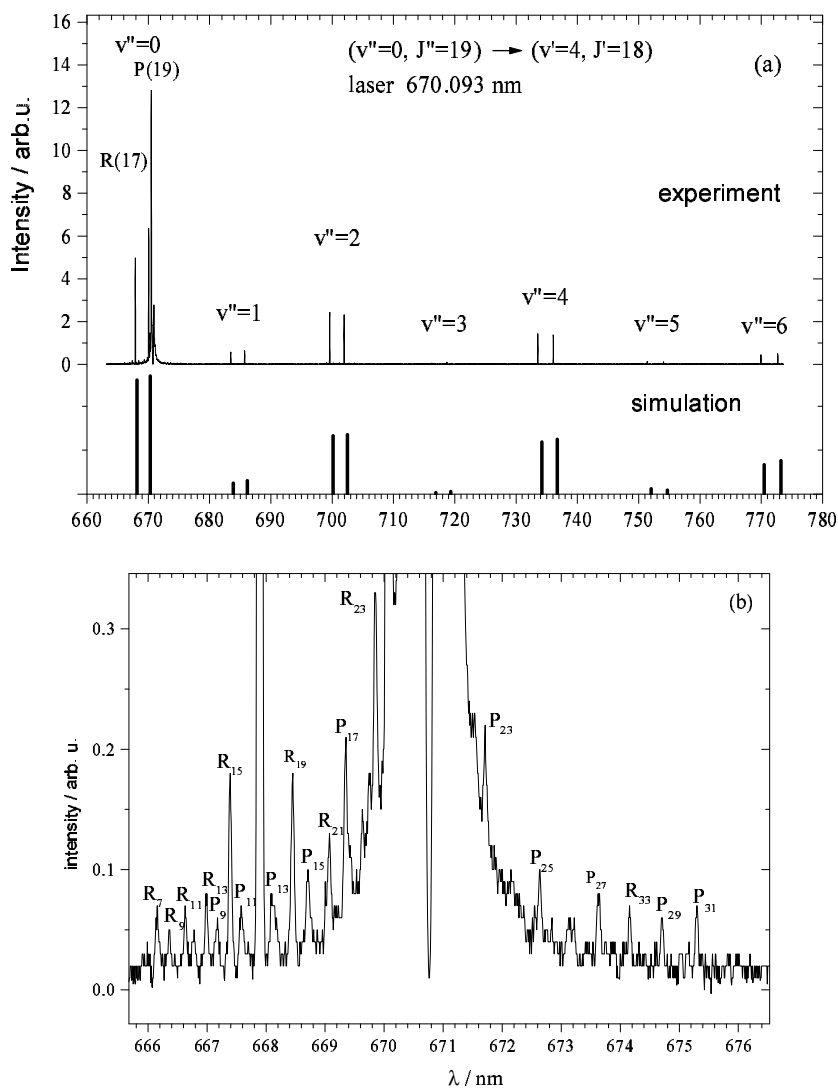 (a)
v"=0
P(19)
R(17)
(v"=0, J"=19) → (v'=4, J'=18)
laser 670.093 nm
experiment
v"=1
v"=2
v"=3
v"=4
v"=5
v"=6
simulation
Intensity / arb.u.
16
14
12
10
8
6
4
2
0
660 670 680 690 700 710 720 730 740 750 760 770 780
(b)
R23
P23
P17
R15
R19
R21
P15
R7
R9
R11
R13
P9
P11
P13
P25
P27
R33
P29
P31
intensity / arb. u.
0.3
0.2
0.1
0.0
666 667 668 669 670 671 672 673 674 675 676
λ / nm